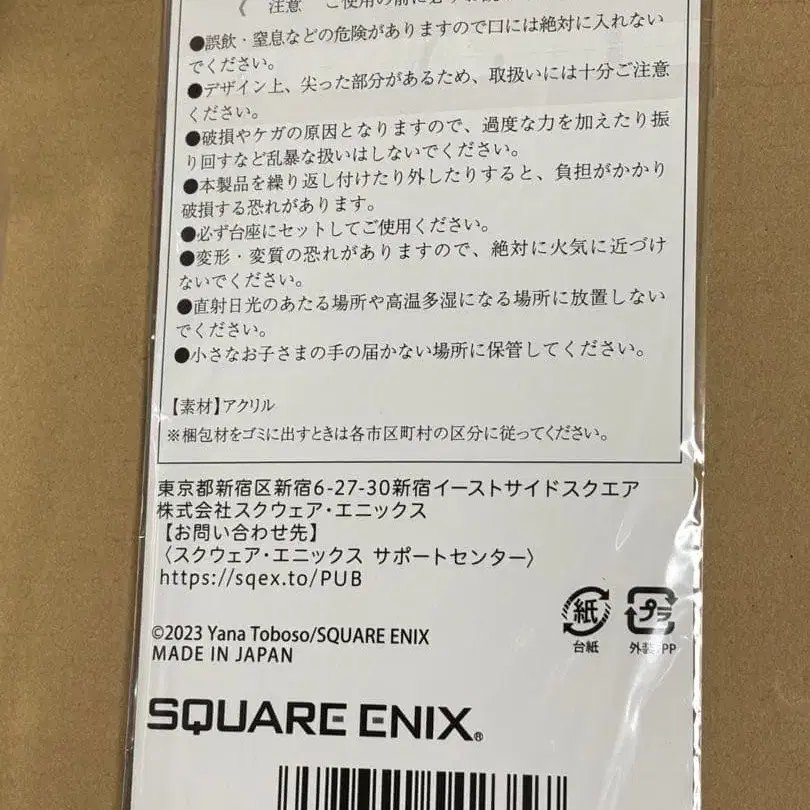 《 注意 ご使用の前に必ずお読み
●誤飲・窒息などの危険がありますので口には絶対に入れない
でください。
●デザイン上、尖った部分があるため、取扱いには十分ご注意
ください。
●破損やケガの原因となりますので、過度な力を加えたり振
り回すなど乱暴な扱いはしないでください。
●本製品を繰り返し付けたり外したりすると、負担がかかり
破損する恐れがあります。
●必ず台座にセットしてご使用ください。
●変形・変質の恐れがありますので、絶対に火気に近づけ
ないでください。
●直射日光のあたる場所や高温多湿になる場所に放置しない
でください。
●小さなお子さまの手の届かない場所に保管してください。
【素材】アクリル
※梱包材をゴミに出すときは各市区町村の区分に従ってください。
東京都新宿区新宿6-27-30新宿イーストサイドスクエア
株式会社スクウェア・エニックス
【お問い合わせ先】
〈スクウェア・エニックス サポートセンター〉
https://sqex.to/PUB
紙
プラ
台紙
外装:PP
©2023 Yana Toboso/SQUARE ENIX
MADE IN JAPAN
SQUARE ENIX®